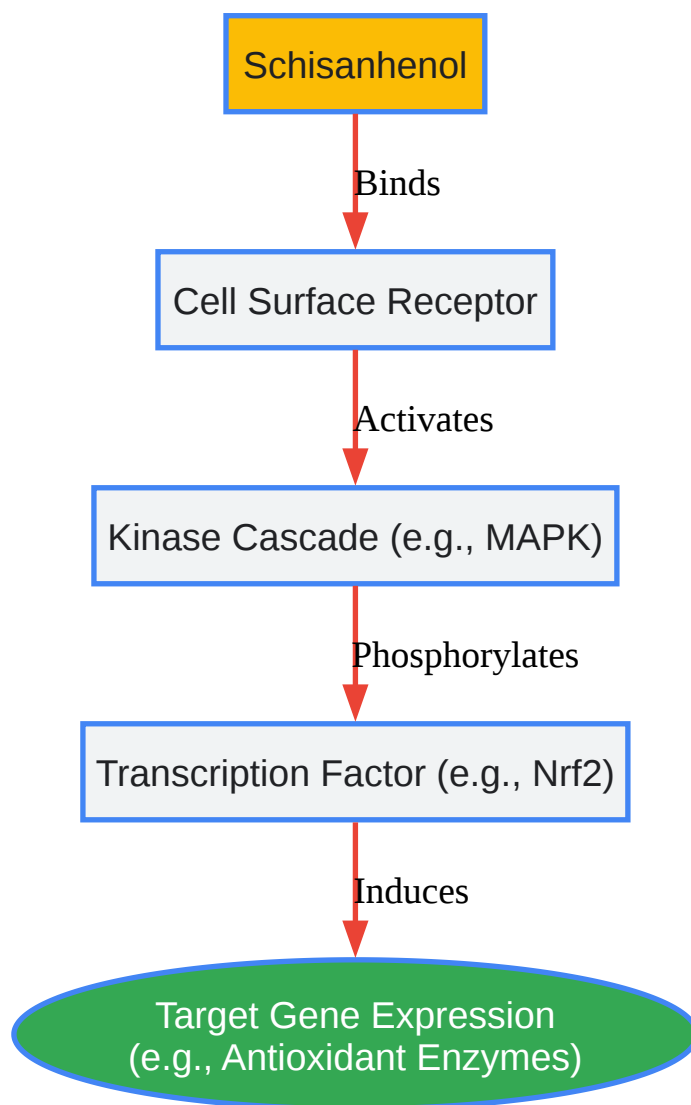 Schisanhenol
Binds
Cell Surface Receptor
Activates
Kinase Cascade (e.g., MAPK)
Phosphorylates
Transcription Factor (e.g., Nrf2)
Induces
Target Gene Expression
(e.g., Antioxidant Enzymes)